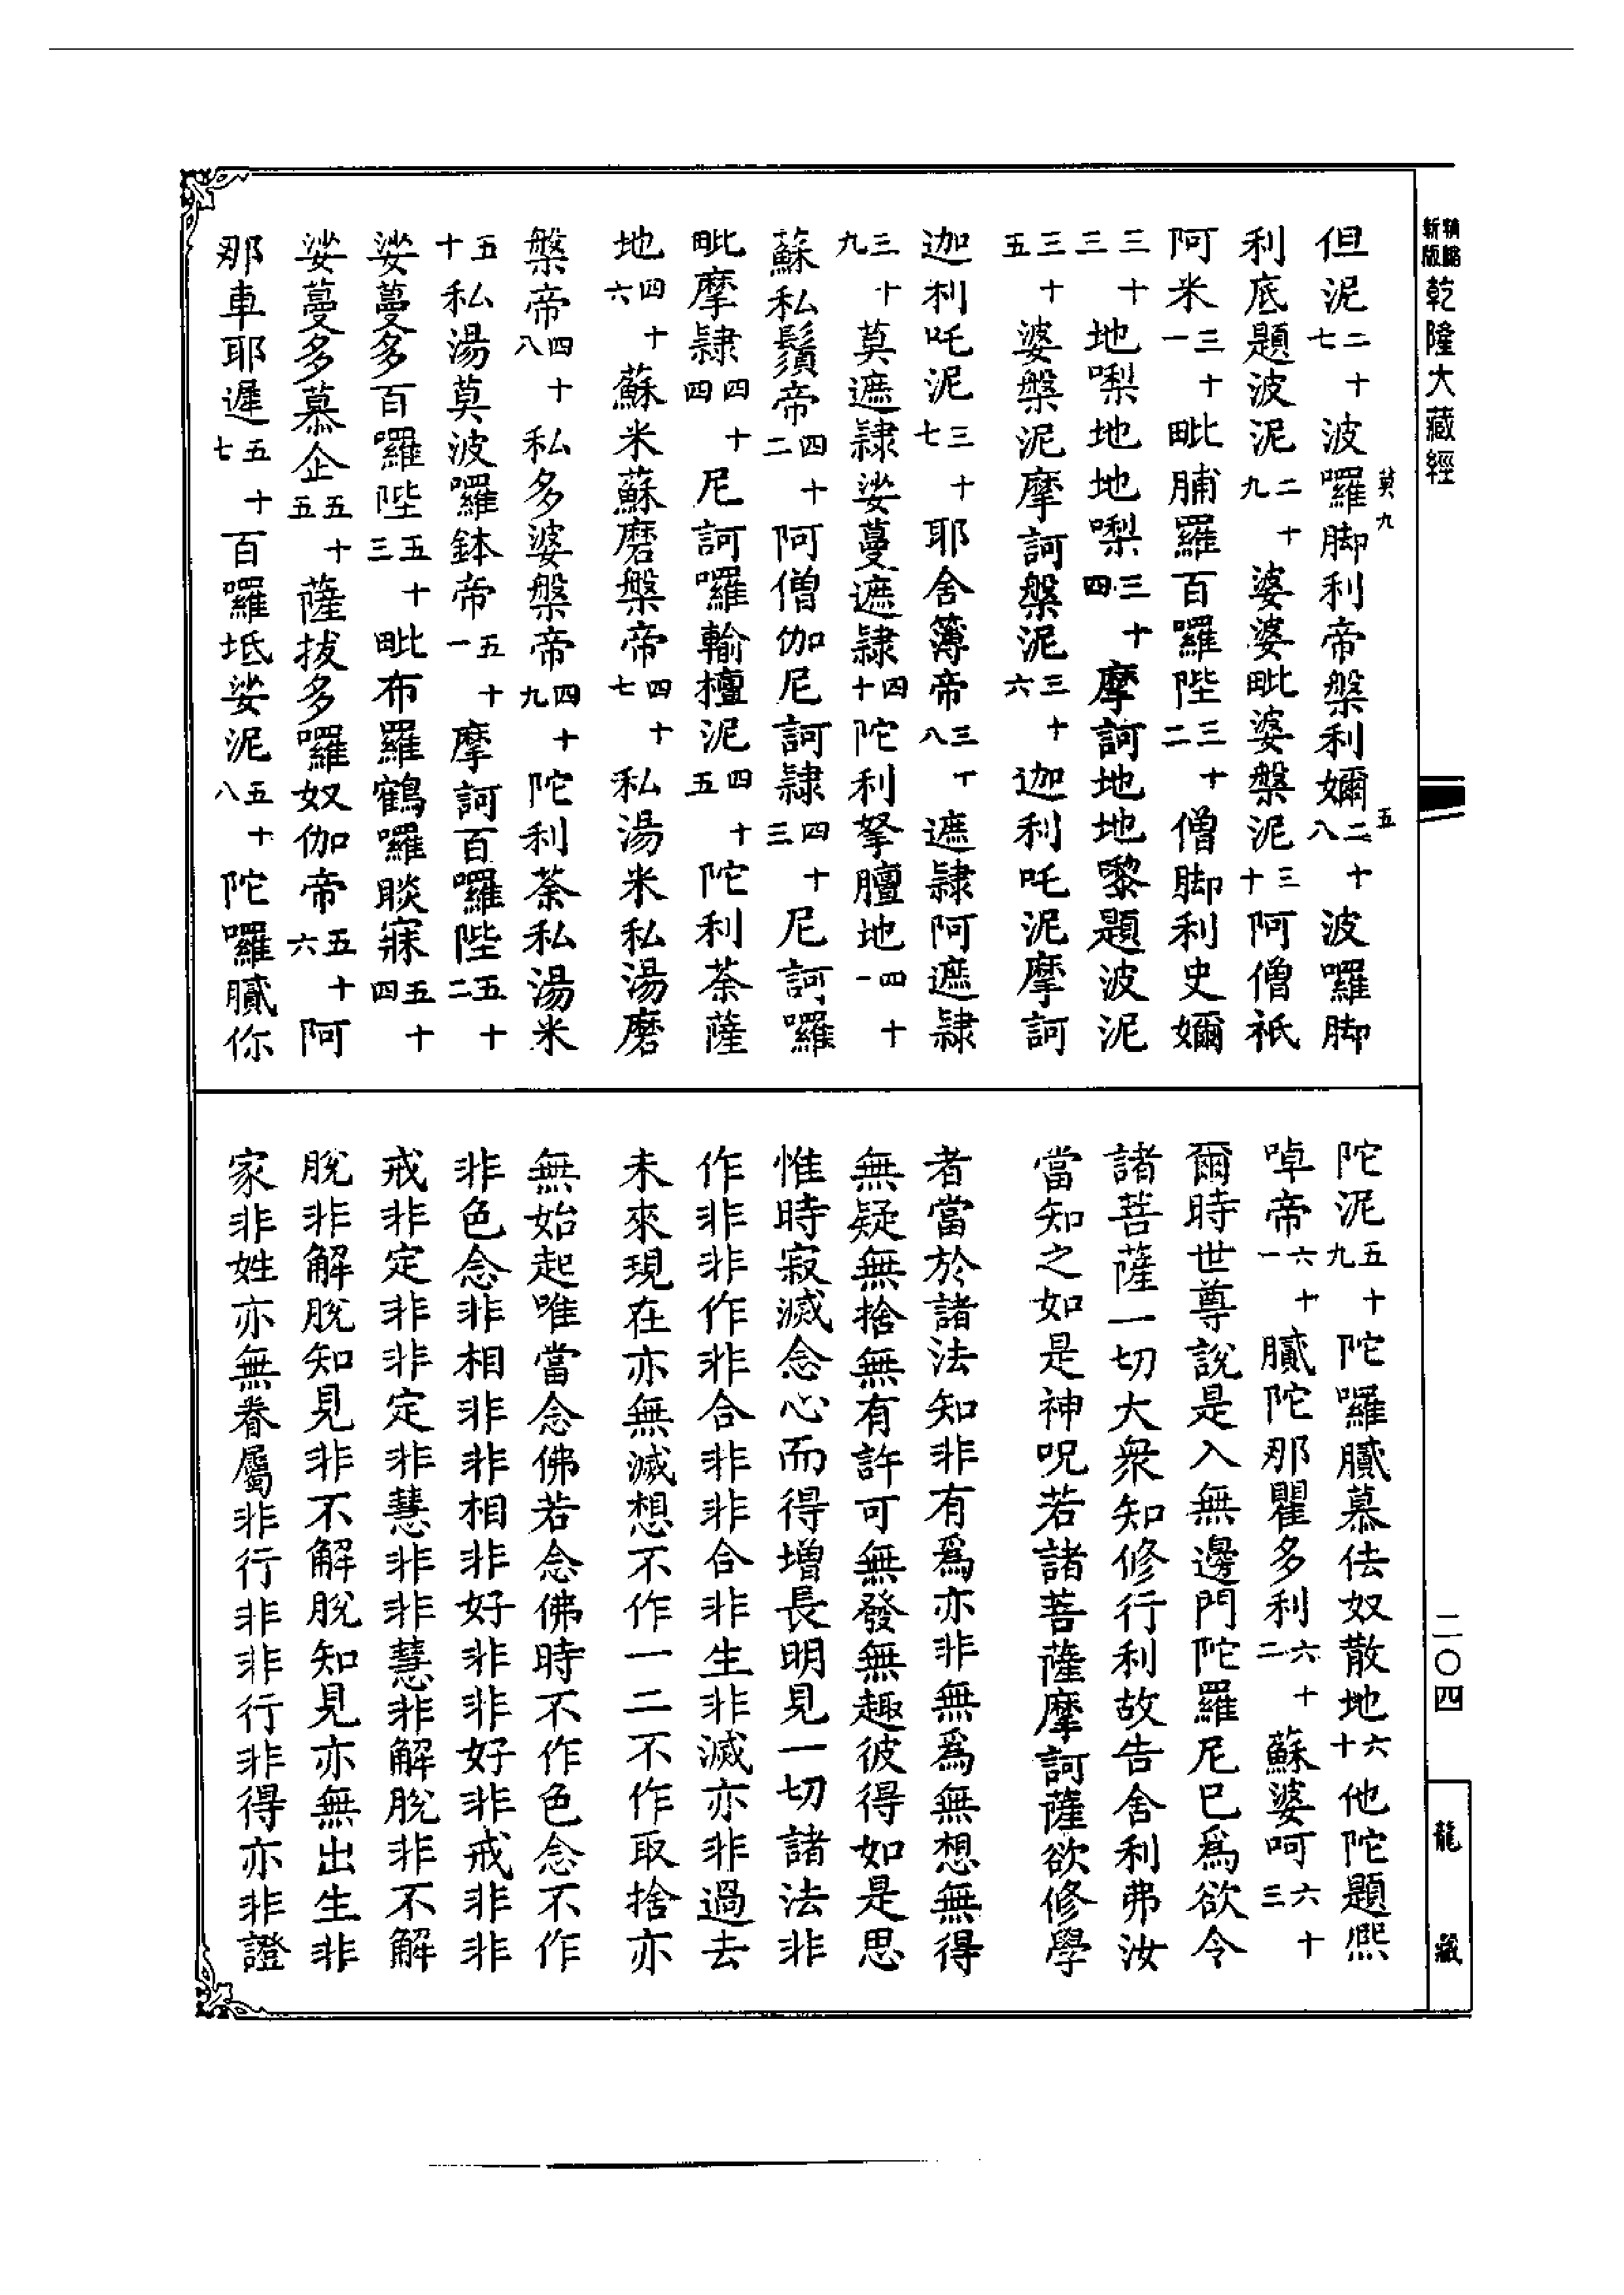 新版
精縮
乾隆大藏經
二〇四
龍藏
莫九
五
但泥二十七波囉脚利帝槃利嬭二十八波囉脚
利底題波泥二十九婆婆毗婆槃泥三十阿僧祇
阿米三十一毗脯羅百囉陛三十二僧脚利史嬭
三十三地㗚地地㗚三十四摩訶地地嚟題波泥
三十五婆槃泥摩訶槃泥三十六迦利吒泥摩訶
迦利吒泥三十七耶舍簿帝三十八遮隷阿遮隷
三十九莫遮隷娑蔓遮隷四十陀利拏膻地四十一
蘇私鬚帝四十二阿僧伽尼訶隷四十三尼訶囉
毗摩隷四十四尼訶囉輸檀泥四十五陀利荼薩
地四十六蘇米蘇磨槃帝四十七私湯米私湯磨
槃帝四十八私多婆槃帝四十九陀利荼私湯米
五十私湯莫波囉鉢帝五十一摩訶百囉陛五十二
娑蔓多百囉陛五十三毗布羅鶴囉睒寐五十四
娑蔓多慕企五十五薩拔多囉奴伽帝五十六阿
那車耶遲五十七百囉坻娑泥五十八陀囉膩你
陀泥五十九陀囉膩慕佉奴散地六十他陀題熈
啅帝六十一膩陀那瞿多利六十二蘇婆呵六十三
爾時世尊說是入無邊門陀羅尼巳爲欲令
諸菩薩一切大衆知修行利故告舍利弗汝
當知之如是神呪若諸菩薩摩訶薩欲修學
者當於諸法知非有爲亦非無爲無想無得
無疑無捨無有許可無發無趣彼得如是思
惟時寂滅念心而得增長明見一切諸法非
作非非作非合非非合非生非滅亦非過去
未來現在亦無滅想不作一二不作取捨亦
無始起唯當念佛若念佛時不作色念不作
非色念非相非非相非好非非好非戒非非
戒非定非非定非慧非非慧非解脫非不解
脫非解脫知見非不解脫知見亦無出生非
家非姓亦無眷屬非行非非行非得亦非證